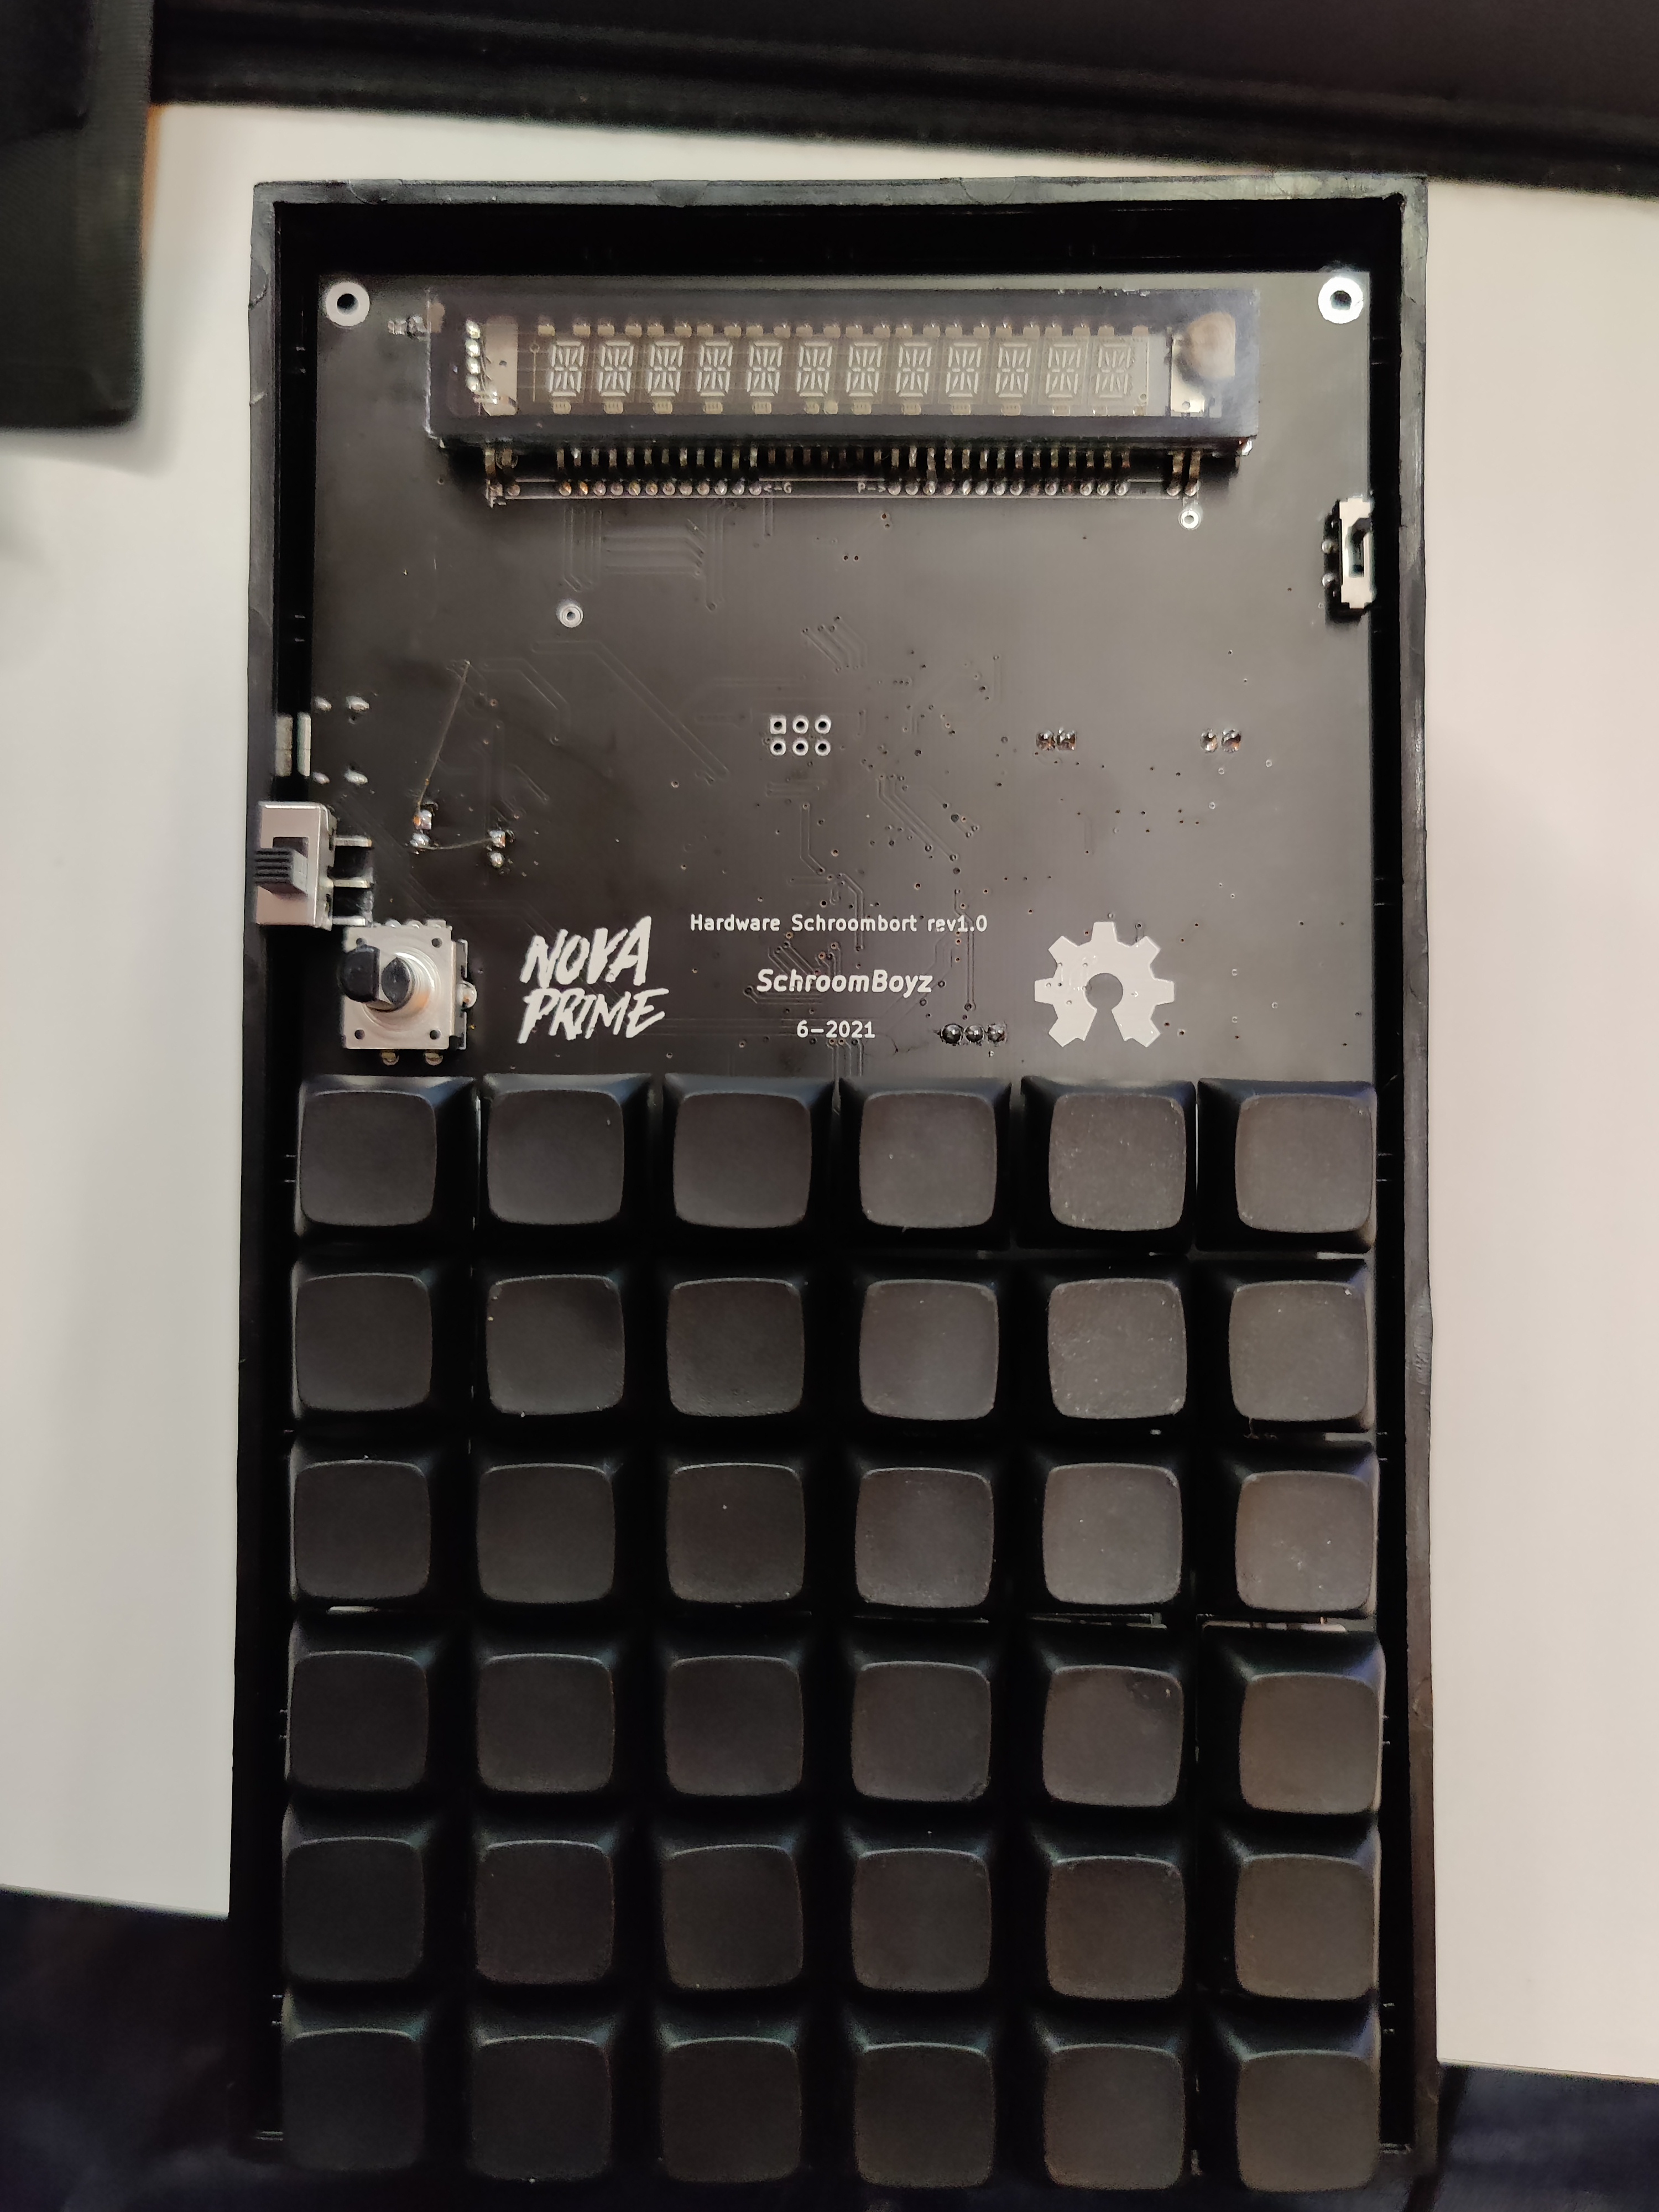 <-G P->
Hardware Schroombort rev1.0
NOVA
PRIME
SchroomBoyz
6-2021